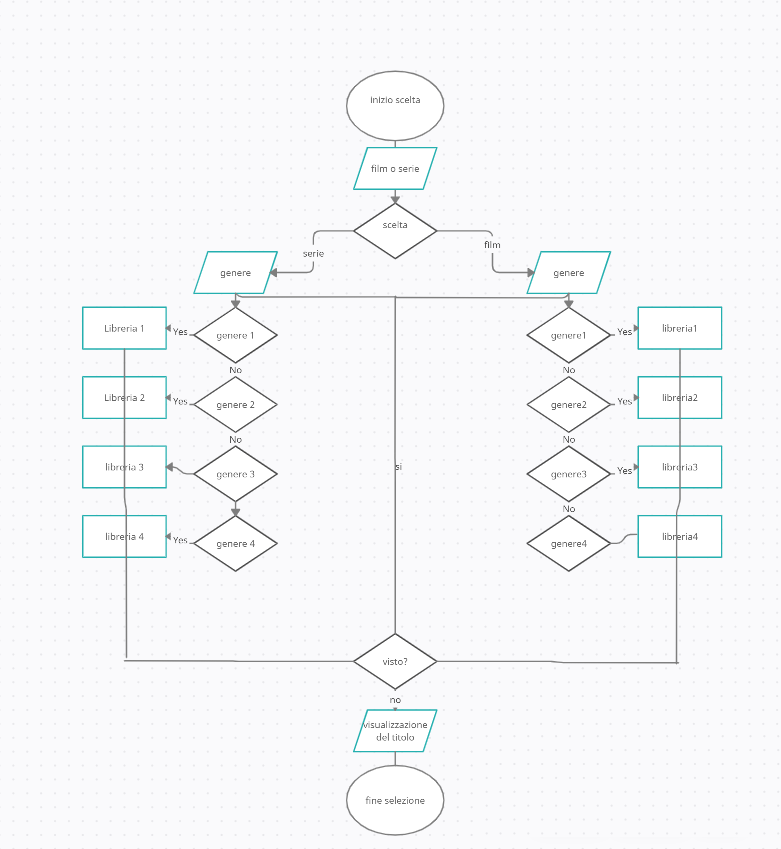 inizio scelta
film o serie
scelta
serie
film
genere
genere
Libreria 1
Yes
genere 1
genere1
Yes
libreria1
No
No
Libreria 2
Yes
genere 2
genere2
Yes
libreria2
No
No
libreria 3
genere 3
si
genere3
Yes
libreria3
No
libreria 4
Yes
genere 4
genere4
libreria4
visto?
no
visualizzazione
del titolo
fine selezione